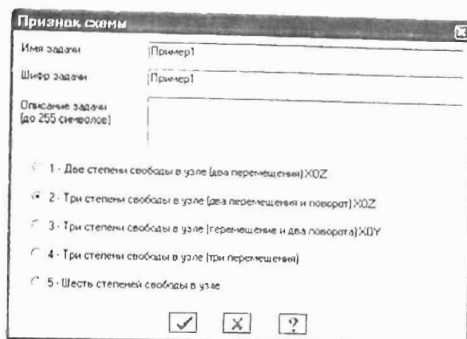 Признак схемы
Имя задачи
Пример1
Шифр задачи
Пример1
Описание задачи
(до 255 символов)
1 - Две степени свободы в узле (два перемещения) XOZ
2 - Три степени свободы в узле (два перемещения и поворот) XOZ
3 - Три степени свободы в узле (перемещение и два поворота) XOY
4 - Три степени свободы в узле (три перемещения)
5 - Шесть степеней свободы в узле
?